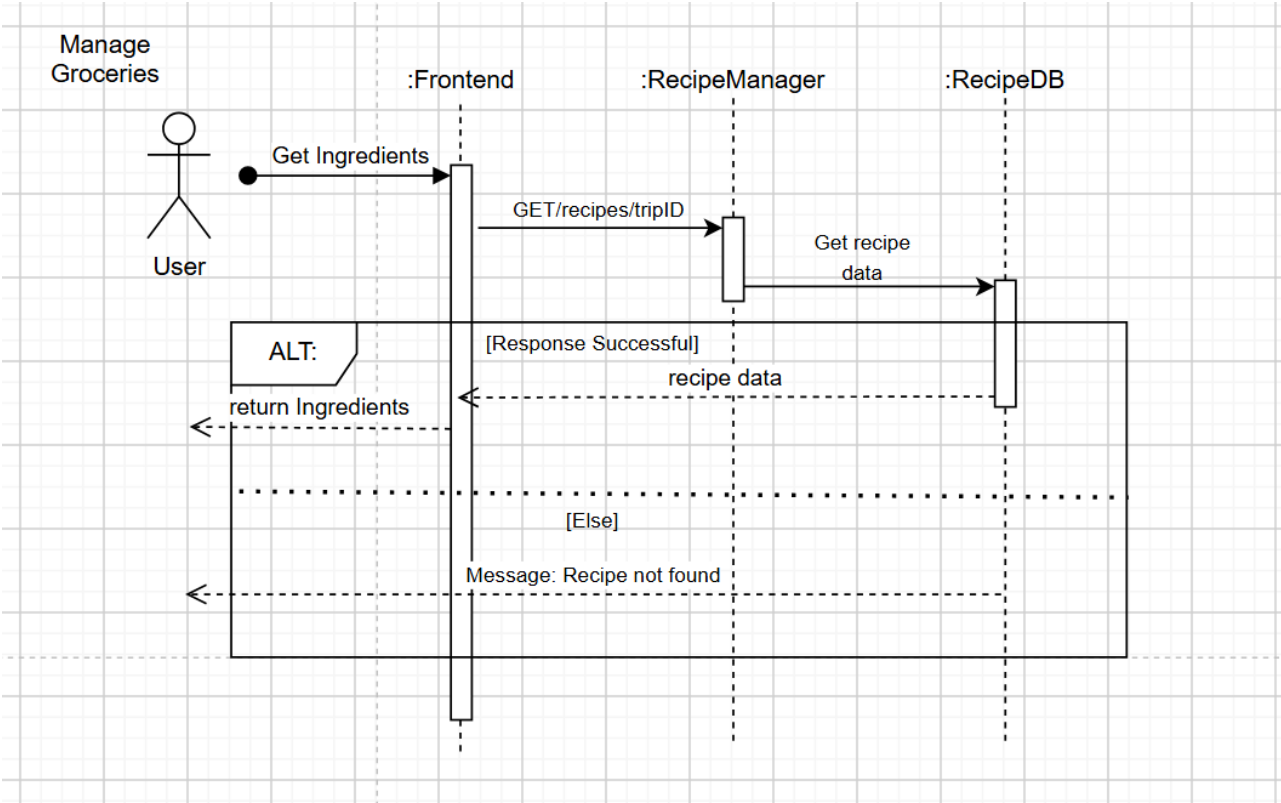 Manage
Groceries
:Frontend
:RecipeManager
:RecipeDB
Get Ingredients
GET/recipes/tripID
Get recipe
data
User
ALT:
[Response Successful]
recipe data
return Ingredients
[Else]
Message: Recipe not found